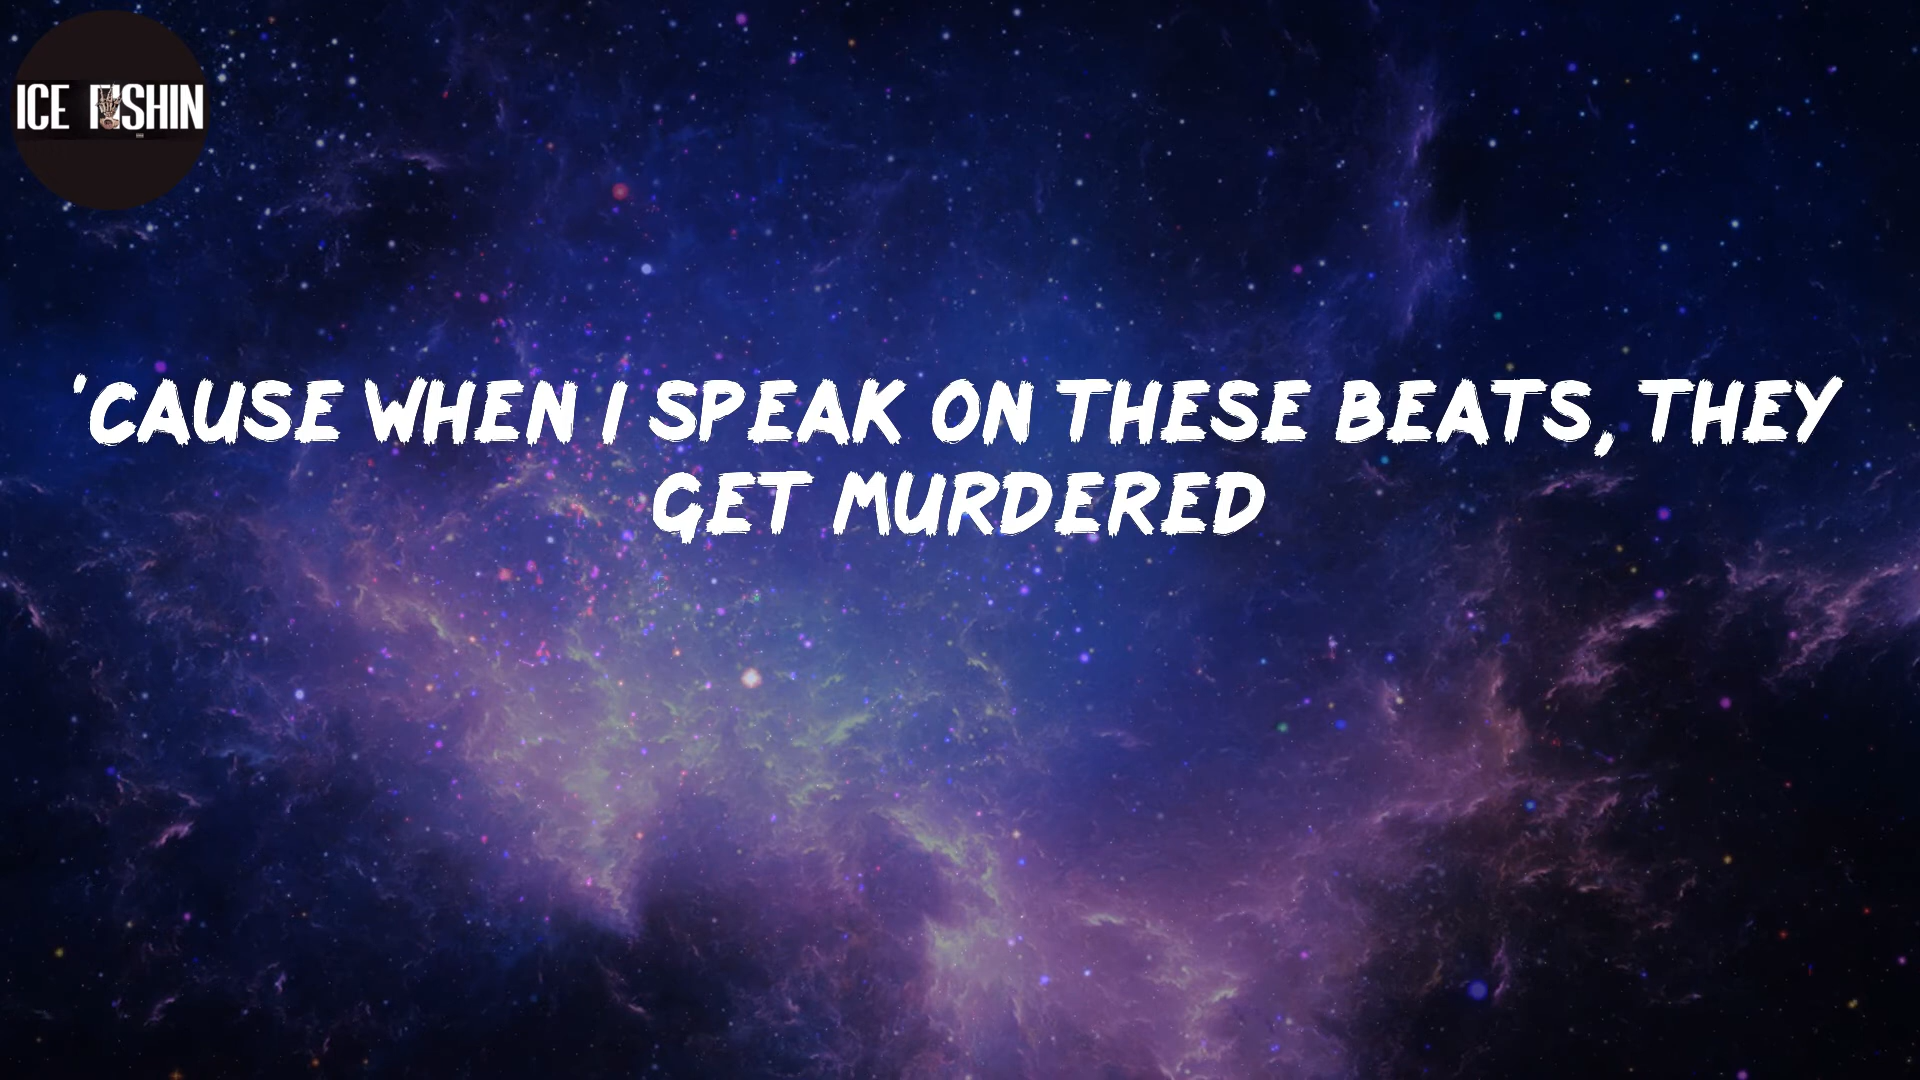 ICE FISHIN
'CAUSE WHEN I SPEAK ON THESE BEATS, THEY
GET MURDERED